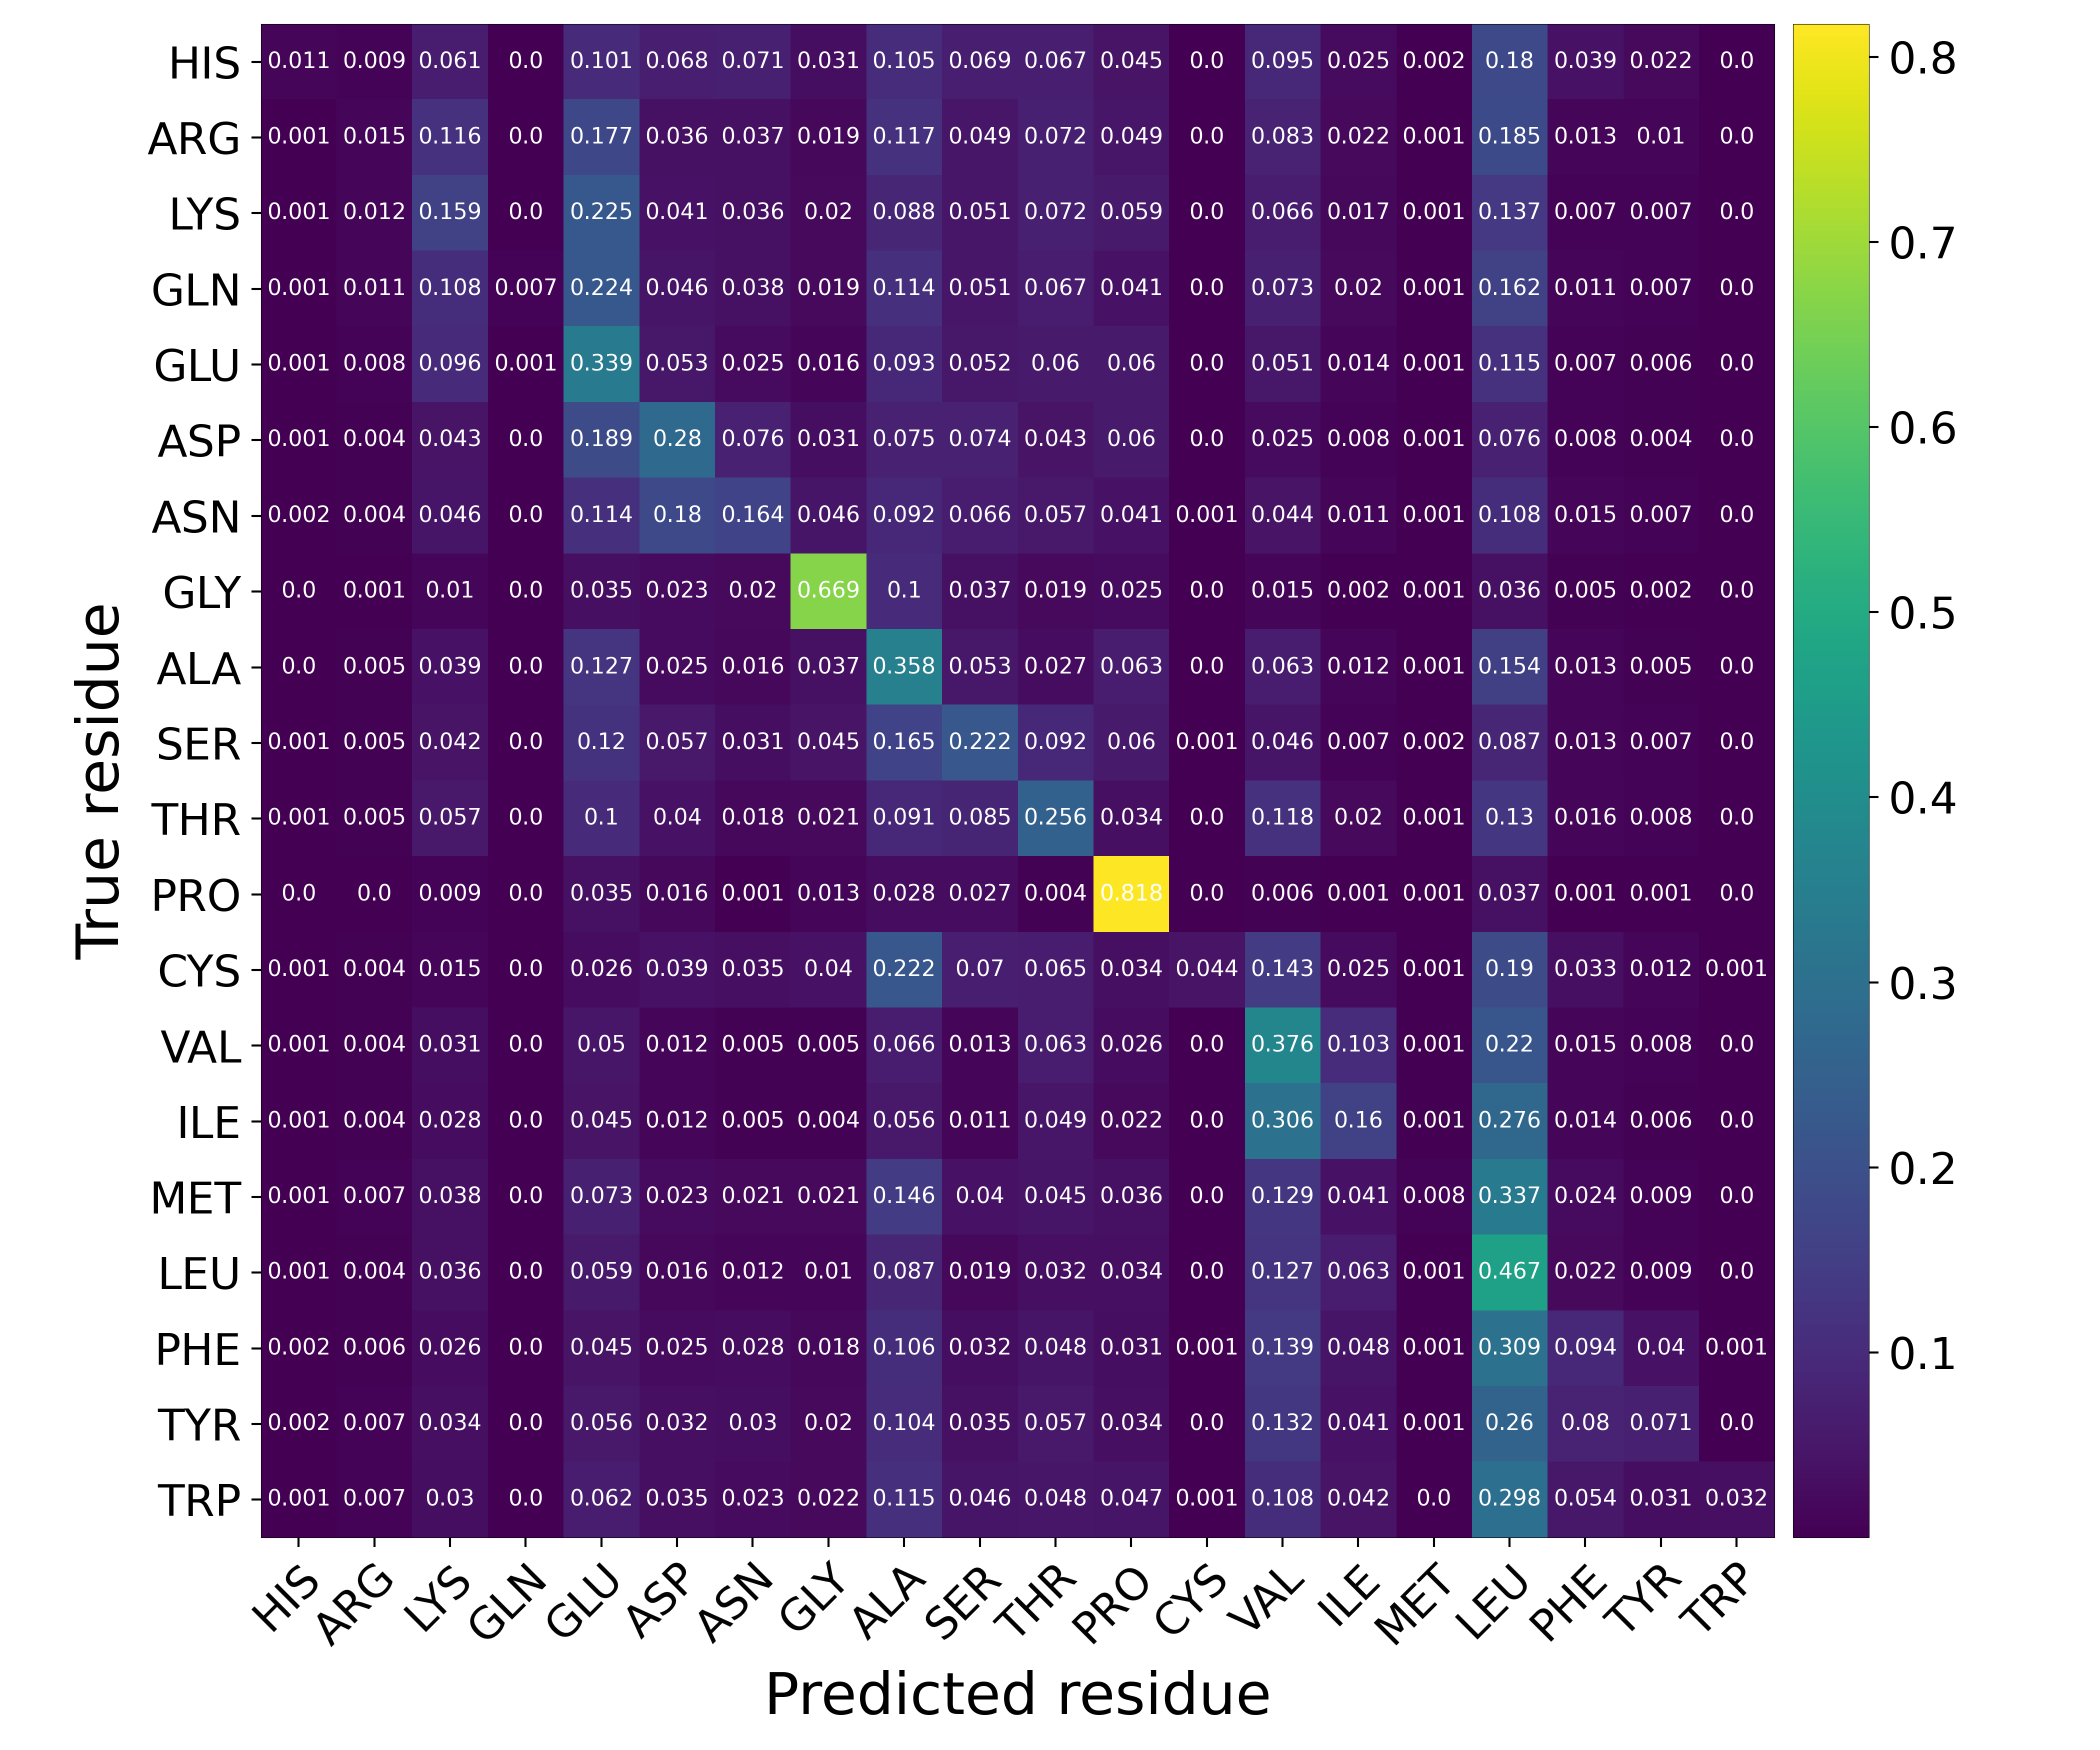 HIS 0.011 0.009 0.061 0.0 0.101 0.068 0.071 0.031 0.105 0.069 0.067 0.045 0.0 0.095 0.025 0.002 0.18 0.039 0.022 0.0
ARG 0.001 0.015 0.116 0.0 0.177 0.036 0.037 0.019 0.117 0.049 0.072 0.049 0.0 0.083 0.022 0.001 0.185 0.013 0.01 0.0
LYS 0.001 0.012 0.159 0.0 0.225 0.041 0.036 0.02 0.088 0.051 0.072 0.059 0.0 0.066 0.017 0.001 0.137 0.007 0.007 0.0
GLN 0.001 0.011 0.108 0.007 0.224 0.046 0.038 0.019 0.114 0.051 0.067 0.041 0.0 0.073 0.02 0.001 0.162 0.011 0.007 0.0
GLU 0.001 0.008 0.096 0.001 0.339 0.053 0.025 0.016 0.093 0.052 0.06 0.06 0.0 0.051 0.014 0.001 0.115 0.007 0.006 0.0
ASP 0.001 0.004 0.043 0.0 0.189 0.28 0.076 0.031 0.075 0.074 0.043 0.06 0.0 0.025 0.008 0.001 0.076 0.008 0.004 0.0
ASN 0.002 0.004 0.046 0.0 0.114 0.18 0.164 0.046 0.092 0.066 0.057 0.041 0.001 0.044 0.011 0.001 0.108 0.015 0.007 0.0
GLY 0.0 0.001 0.01 0.0 0.035 0.023 0.02 0.669 0.1 0.037 0.019 0.025 0.0 0.015 0.002 0.001 0.036 0.005 0.002 0.0
ALA 0.0 0.005 0.039 0.0 0.127 0.025 0.016 0.037 0.358 0.053 0.027 0.063 0.0 0.063 0.012 0.001 0.154 0.013 0.005 0.0
SER 0.001 0.005 0.042 0.0 0.12 0.057 0.031 0.045 0.165 0.222 0.092 0.06 0.001 0.046 0.007 0.002 0.087 0.013 0.007 0.0
THR 0.001 0.005 0.057 0.0 0.1 0.04 0.018 0.021 0.091 0.085 0.256 0.034 0.0 0.118 0.02 0.001 0.13 0.016 0.008 0.0
PRO 0.0 0.0 0.009 0.0 0.035 0.016 0.001 0.013 0.028 0.027 0.004 0.818 0.0 0.006 0.001 0.001 0.037 0.001 0.001 0.0
CYS 0.001 0.004 0.015 0.0 0.026 0.039 0.035 0.04 0.222 0.07 0.065 0.034 0.044 0.143 0.025 0.001 0.19 0.033 0.012 0.001
VAL 0.001 0.004 0.031 0.0 0.05 0.012 0.005 0.005 0.066 0.013 0.063 0.026 0.0 0.376 0.103 0.001 0.22 0.015 0.008 0.0
ILE 0.001 0.004 0.028 0.0 0.045 0.012 0.005 0.004 0.056 0.011 0.049 0.022 0.0 0.306 0.16 0.001 0.276 0.014 0.006 0.0
MET 0.001 0.007 0.038 0.0 0.073 0.023 0.021 0.021 0.146 0.04 0.045 0.036 0.0 0.129 0.041 0.008 0.337 0.024 0.009 0.0
LEU 0.001 0.004 0.036 0.0 0.059 0.016 0.012 0.01 0.087 0.019 0.032 0.034 0.0 0.127 0.063 0.001 0.467 0.022 0.009 0.0
PHE 0.002 0.006 0.026 0.0 0.045 0.025 0.028 0.018 0.106 0.032 0.048 0.031 0.001 0.139 0.048 0.001 0.309 0.094 0.04 0.001
TYR 0.002 0.007 0.034 0.0 0.056 0.032 0.03 0.02 0.104 0.035 0.057 0.034 0.0 0.132 0.041 0.001 0.26 0.08 0.071 0.0
TRP 0.001 0.007 0.03 0.0 0.062 0.035 0.023 0.022 0.115 0.046 0.048 0.047 0.001 0.108 0.042 0.0 0.298 0.054 0.031 0.032
HIS ARG LYS GLN GLU ASP ASN GLY ALA SER THR PRO CYS VAL ILE MET LEU PHE TYR TRP
Predicted residue
True residue
0.8
0.7
0.6
0.5
0.4
0.3
0.2
0.1